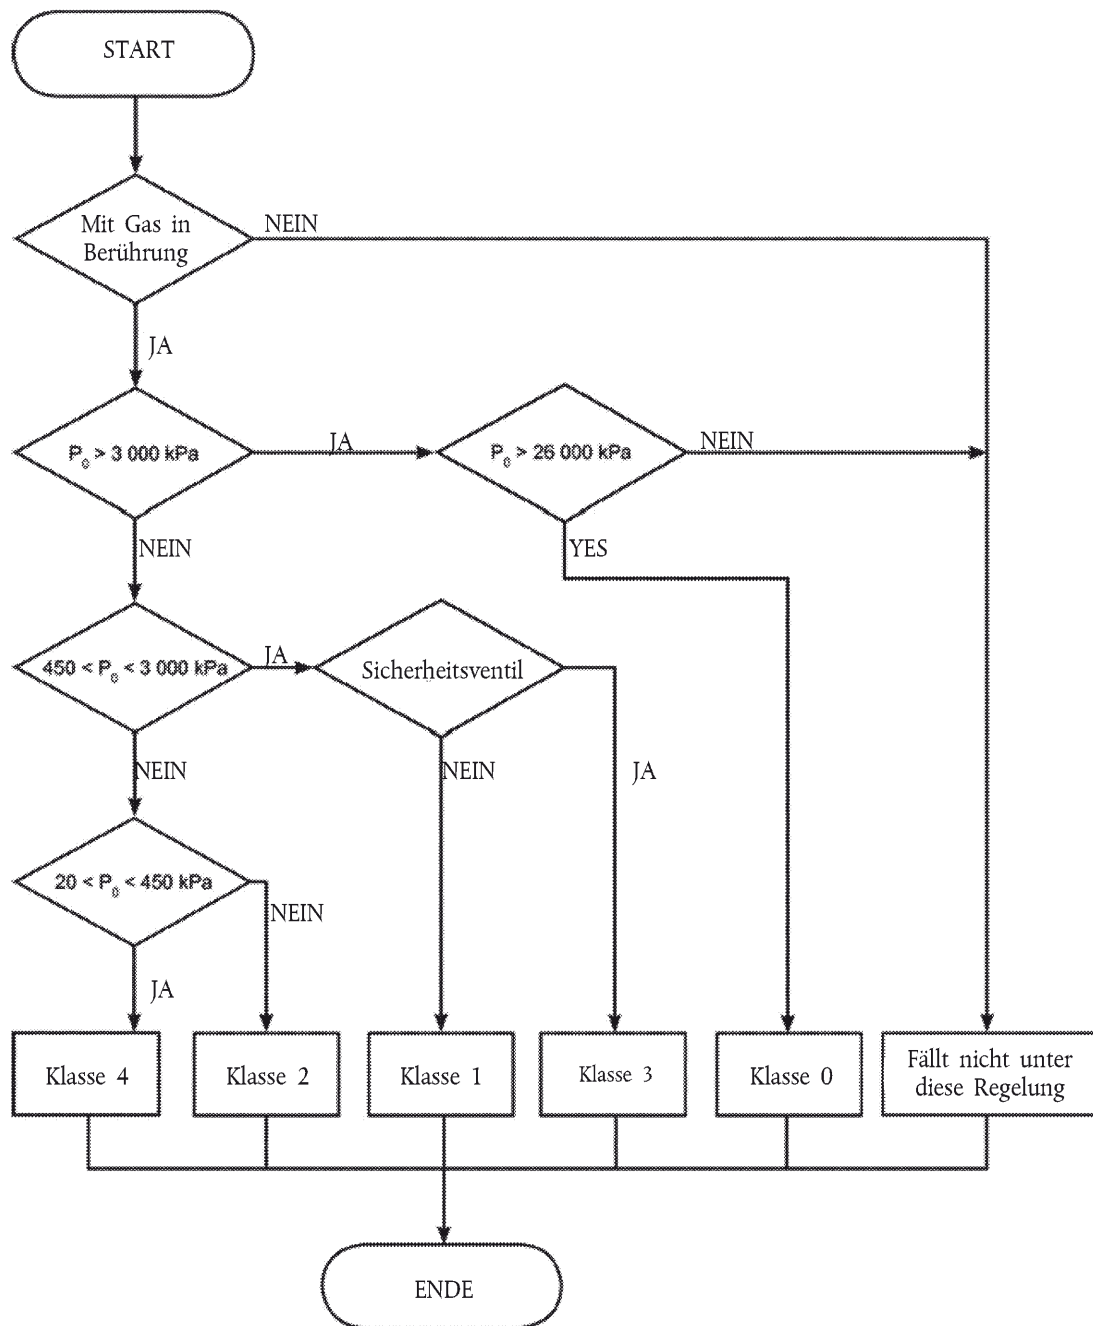 START
Mit Gas in
Berührung
NEIN
JA
P₀ > 3 000 kPa
JA
P₀ > 26 000 kPa
NEIN
NEIN
YES
450 < P₀ < 3 000 kPa
JA
Sicherheitsventil
NEIN
NEIN
JA
20 < P₀ < 450 kPa
NEIN
JA
Klasse 4
Klasse 2
Klasse 1
Klasse 3
Klasse 0
Fällt nicht unter
diese Regelung
ENDE